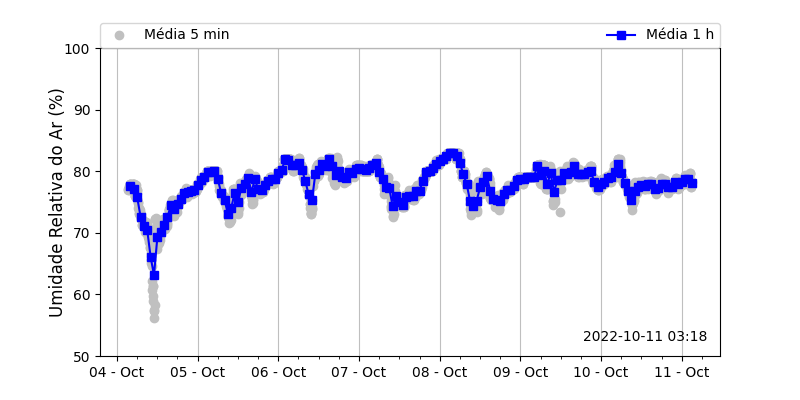 Média 5 min Média 1 h
100
90
80
70
60
50
Umidade Relativa do Ar (%)
2022-10-11 03:18
04 - Oct 05 - Oct 06 - Oct 07 - Oct 08 - Oct 09 - Oct 10 - Oct 11 - Oct